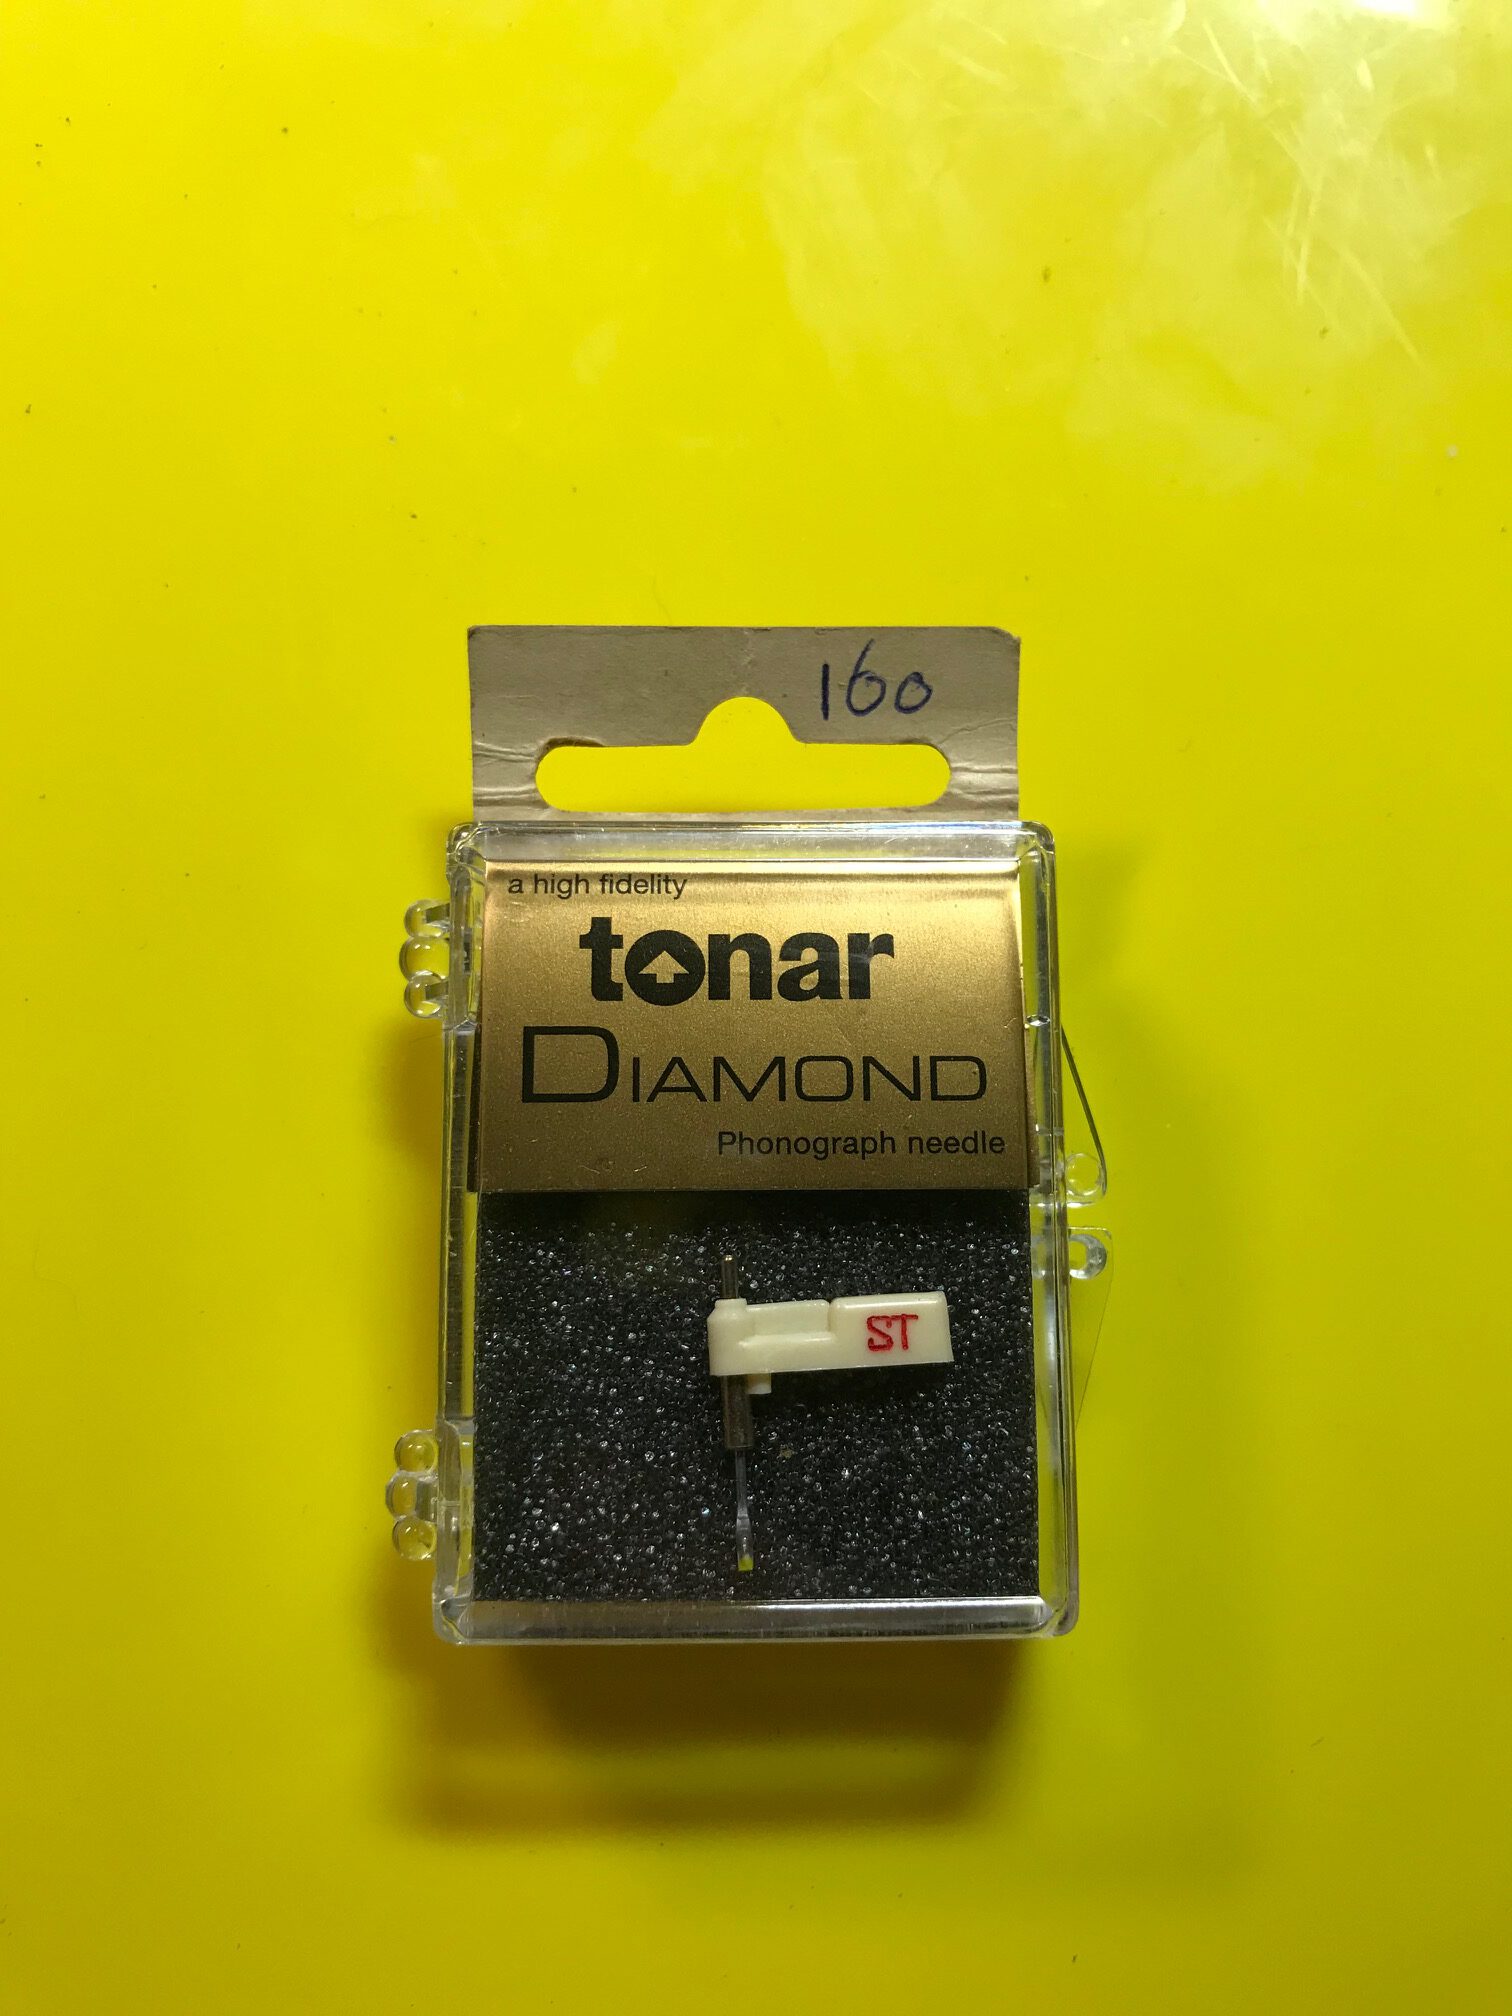 160
a high fidelity
tonar
DIAMOND
Phonograph needle
ST